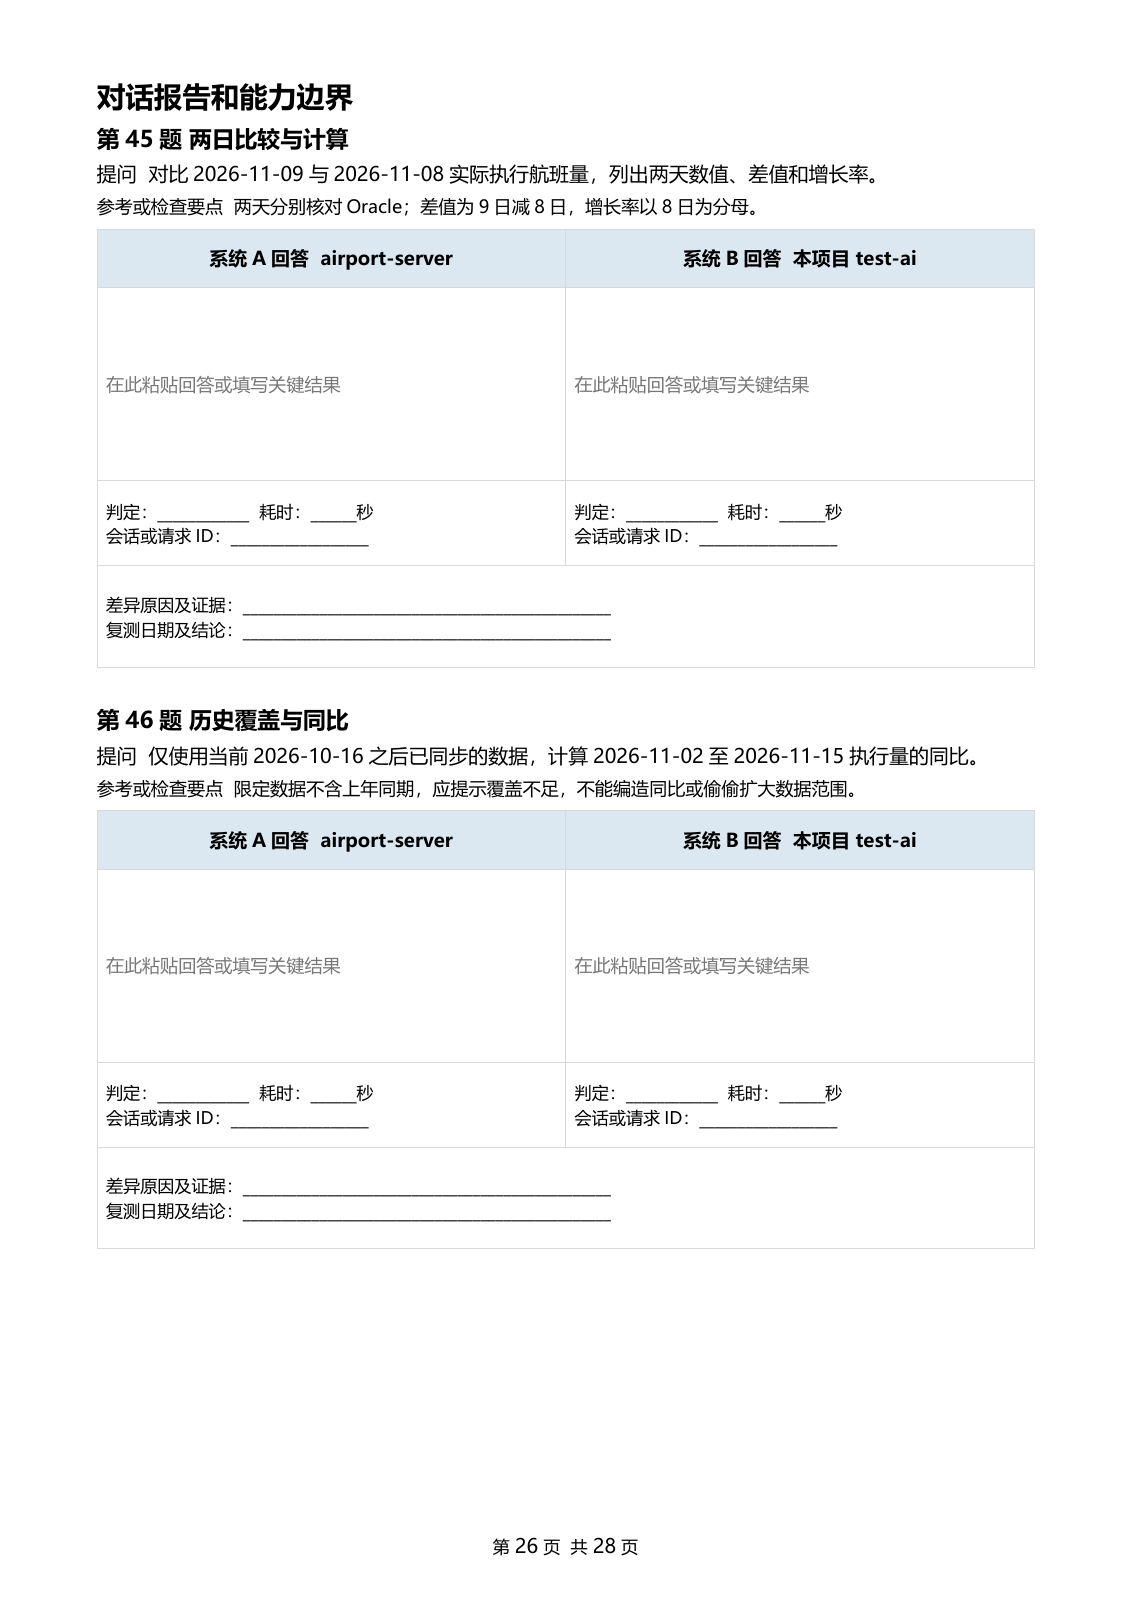 对话报告和能力边界
第 45 题 两日比较与计算
提问 对比 2026-11-09 与 2026-11-08 实际执行航班量，列出两天数值、差值和增长率。
参考或检查要点 两天分别核对 Oracle；差值为 9 日减 8 日，增长率以 8 日为分母。
系统 A 回答 airport-server
系统 B 回答 本项目 test-ai
在此粘贴回答或填写关键结果
在此粘贴回答或填写关键结果
判定：____________ 耗时：______秒
会话或请求 ID：__________________
判定：____________ 耗时：______秒
会话或请求 ID：__________________
差异原因及证据：________________________________________________
复测日期及结论：________________________________________________
第 46 题 历史覆盖与同比
提问 仅使用当前 2026-10-16 之后已同步的数据，计算 2026-11-02 至 2026-11-15 执行量的同比。
参考或检查要点 限定数据不含上年同期，应提示覆盖不足，不能编造同比或偷偷扩大数据范围。
系统 A 回答 airport-server
系统 B 回答 本项目 test-ai
在此粘贴回答或填写关键结果
在此粘贴回答或填写关键结果
判定：____________ 耗时：______秒
会话或请求 ID：__________________
判定：____________ 耗时：______秒
会话或请求 ID：__________________
差异原因及证据：________________________________________________
复测日期及结论：________________________________________________
第 26 页 共 28 页